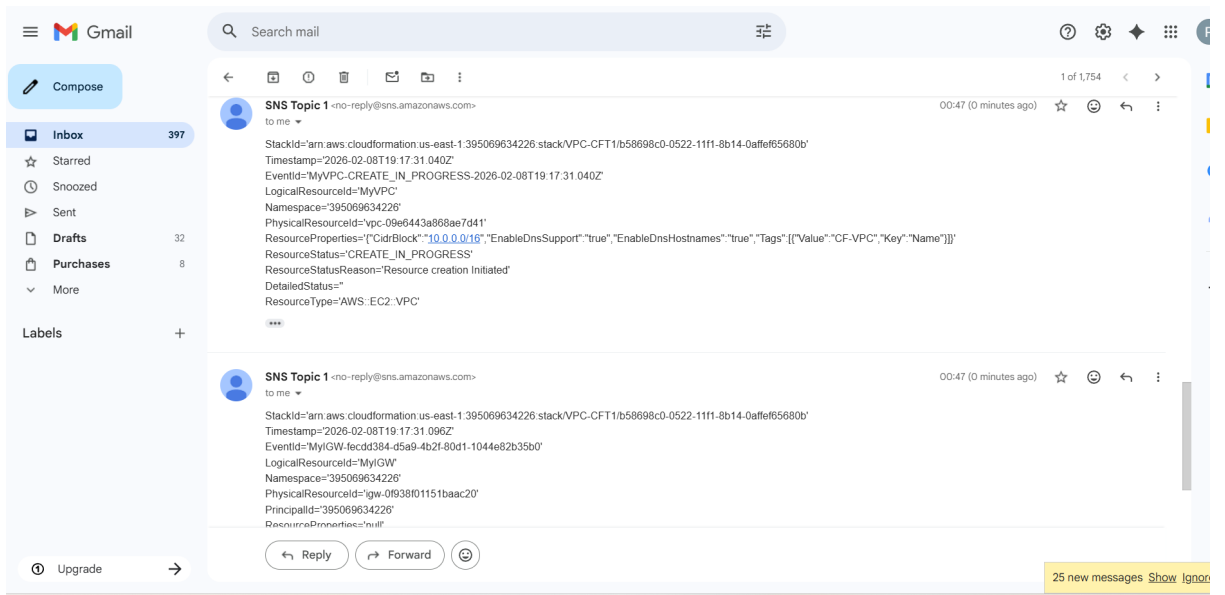 Gmail
Search mail
Compose
1 of 1,754
Inbox 397
Starred
Snoozed
Sent
Drafts 32
Purchases 8
More
Labels
SNS Topic 1 <no-reply@sns.amazonaws.com> 00:47 (0 minutes ago)
to me
StackId='arn:aws:cloudformation:us-east-1:395069634226:stack/VPC-CFT1/b58698c0-0522-11f1-8b14-0affef65680b'
Timestamp='2026-02-08T19:17:31.040Z'
EventId='MyVPC-CREATE_IN_PROGRESS-2026-02-08T19:17:31.040Z'
LogicalResourceId='MyVPC'
Namespace='395069634226'
PhysicalResourceId='vpc-09e6443a868ae7d41'
ResourceProperties='{"CidrBlock":"10.0.0.0/16","EnableDnsSupport":"true","EnableDnsHostnames":"true","Tags":[{"Value":"CF-VPC","Key":"Name"}]}'
ResourceStatus='CREATE_IN_PROGRESS'
ResourceStatusReason='Resource creation Initiated'
DetailedStatus=''
ResourceType='AWS::EC2::VPC'
SNS Topic 1 <no-reply@sns.amazonaws.com> 00:47 (0 minutes ago)
to me
StackId='arn:aws:cloudformation:us-east-1:395069634226:stack/VPC-CFT1/b58698c0-0522-11f1-8b14-0affef65680b'
Timestamp='2026-02-08T19:17:31.096Z'
EventId='MyIGW-fecdd384-d5a9-4b2f-80d1-1044e82b35b0'
LogicalResourceId='MyIGW'
Namespace='395069634226'
PhysicalResourceId='igw-0f938f01151baac20'
PrincipalId='395069634226'
ResourceProperties='null'
Reply
Forward
Upgrade
25 new messages Show Ignore